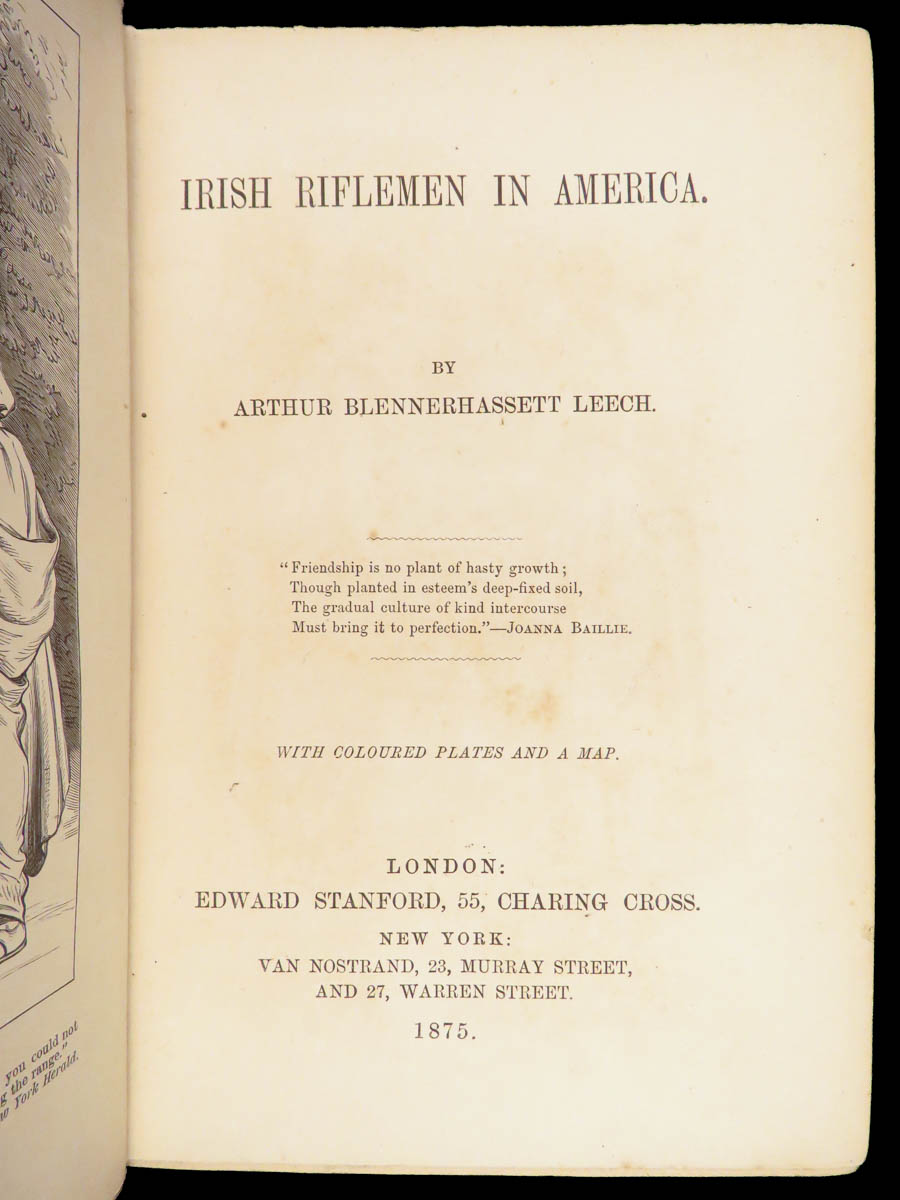 you could not
g the range."
York Herald.
IRISH RIFLEMEN IN AMERICA.
BY
ARTHUR BLENNERHASSETT LEECH.
"Friendship is no plant of hasty growth;
Though planted in esteem's deep-fixed soil,
The gradual culture of kind intercourse
Must bring it to perfection."—JOANNA BAILLIE.
WITH COLOURED PLATES AND A MAP.
LONDON:
EDWARD STANFORD, 55, CHARING CROSS.
NEW YORK:
VAN NOSTRAND, 23, MURRAY STREET,
AND 27, WARREN STREET.
1875.